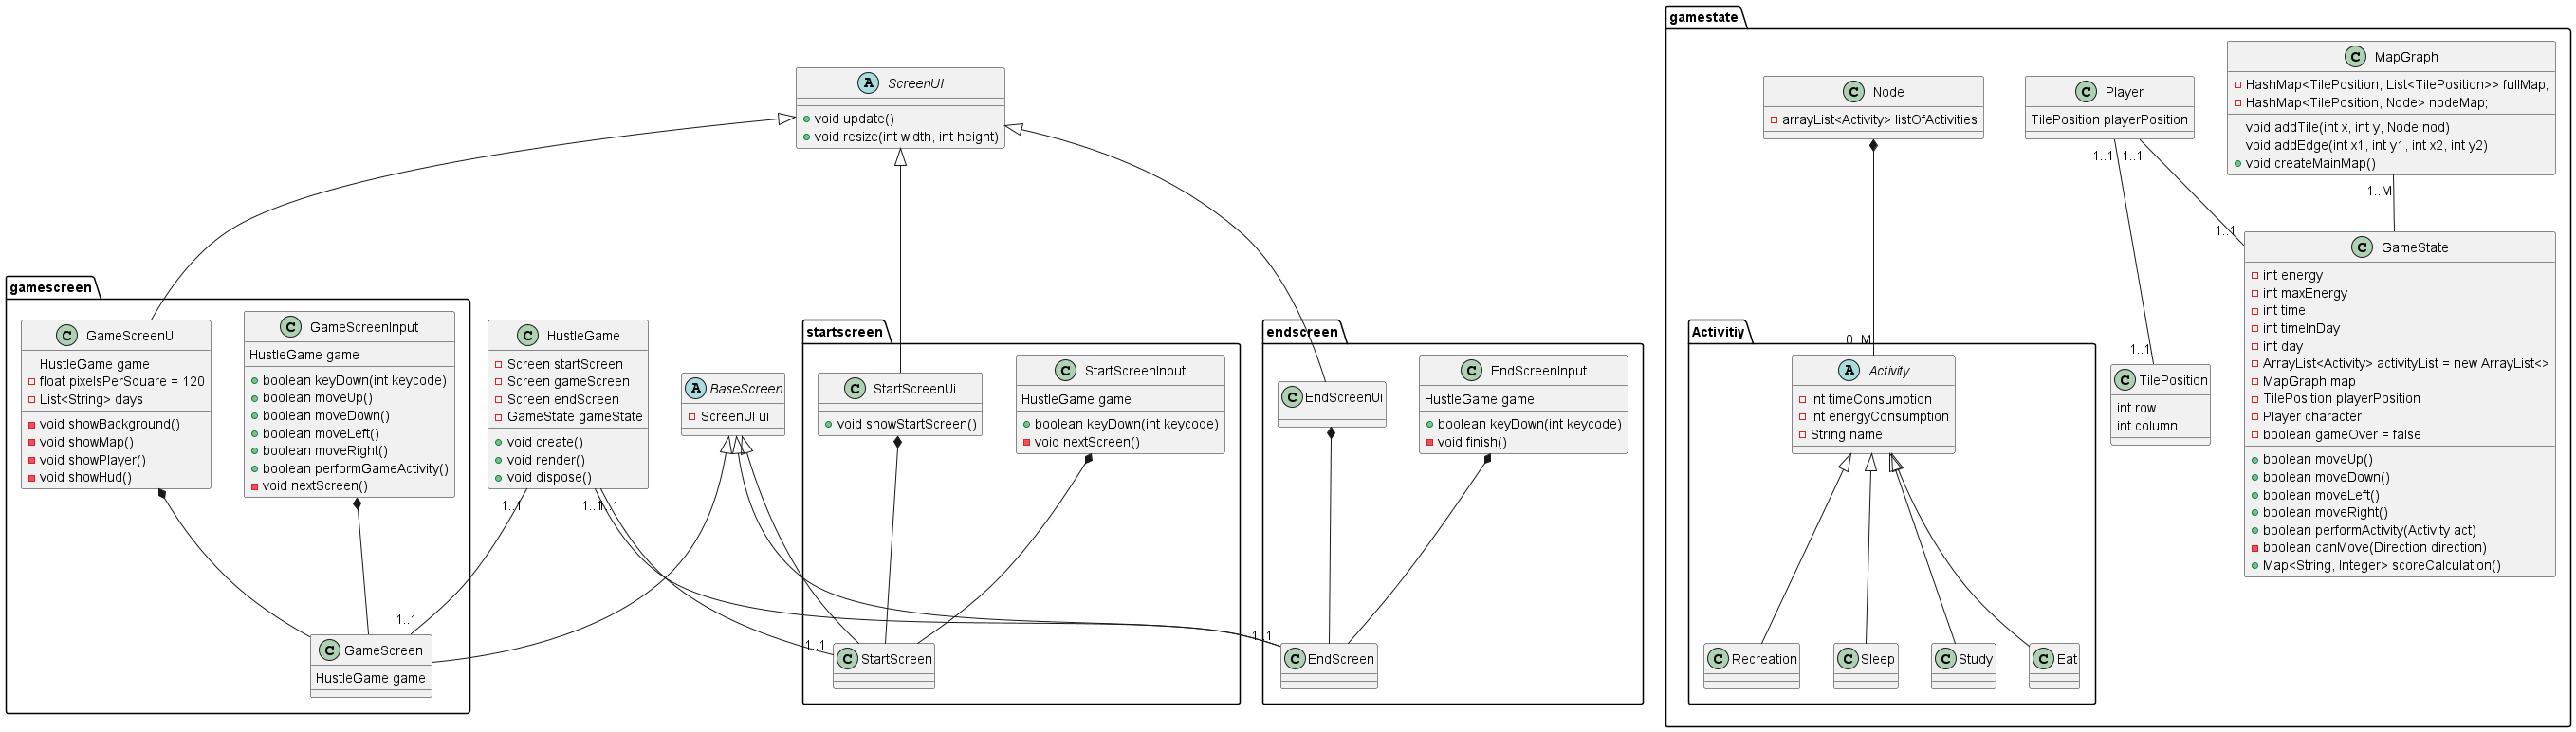 gamestate
C MapGraph
HashMap<TilePosition, List<TilePosition>> fullMap;
HashMap<TilePosition, Node> nodeMap;
void addTile(int x, int y, Node nod)
void addEdge(int x1, int y1, int x2, int y2)
void createMainMap()
A ScreenUI
void update()
void resize(int width, int height)
C Node
arrayList<Activity> listOfActivities
C Player
TilePosition playerPosition
1..1
1..1
1..M
1..1
C GameState
int energy
int maxEnergy
int time
int timeInDay
int day
ArrayList<Activity> activityList = new ArrayList<>
MapGraph map
TilePosition playerPosition
Player character
boolean gameOver = false
boolean moveUp()
boolean moveDown()
boolean moveLeft()
boolean moveRight()
boolean performActivity(Activity act)
boolean canMove(Direction direction)
Map<String, Integer> scoreCalculation()
gamescreen
C GameScreenUi
HustleGame game
float pixelsPerSquare = 120
List<String> days
void showBackground()
void showMap()
void showPlayer()
void showHud()
C GameScreenInput
HustleGame game
boolean keyDown(int keycode)
boolean moveUp()
boolean moveDown()
boolean moveLeft()
boolean moveRight()
boolean performGameActivity()
void nextScreen()
C HustleGame
Screen startScreen
Screen gameScreen
Screen endScreen
GameState gameState
void create()
void render()
void dispose()
1..1
1..1
1..1
A BaseScreen
ScreenUI ui
startscreen
C StartScreenUi
void showStartScreen()
C StartScreenInput
HustleGame game
boolean keyDown(int keycode)
void nextScreen()
endscreen
C EndScreenUi
C EndScreenInput
HustleGame game
boolean keyDown(int keycode)
void finish()
Activitiy
0..M
A Activity
int timeConsumption
int energyConsumption
String name
1..1
C TilePosition
int row
int column
1..1
C GameScreen
HustleGame game
1..1
C StartScreen
1..1
C EndScreen
C Recreation
C Sleep
C Study
C Eat